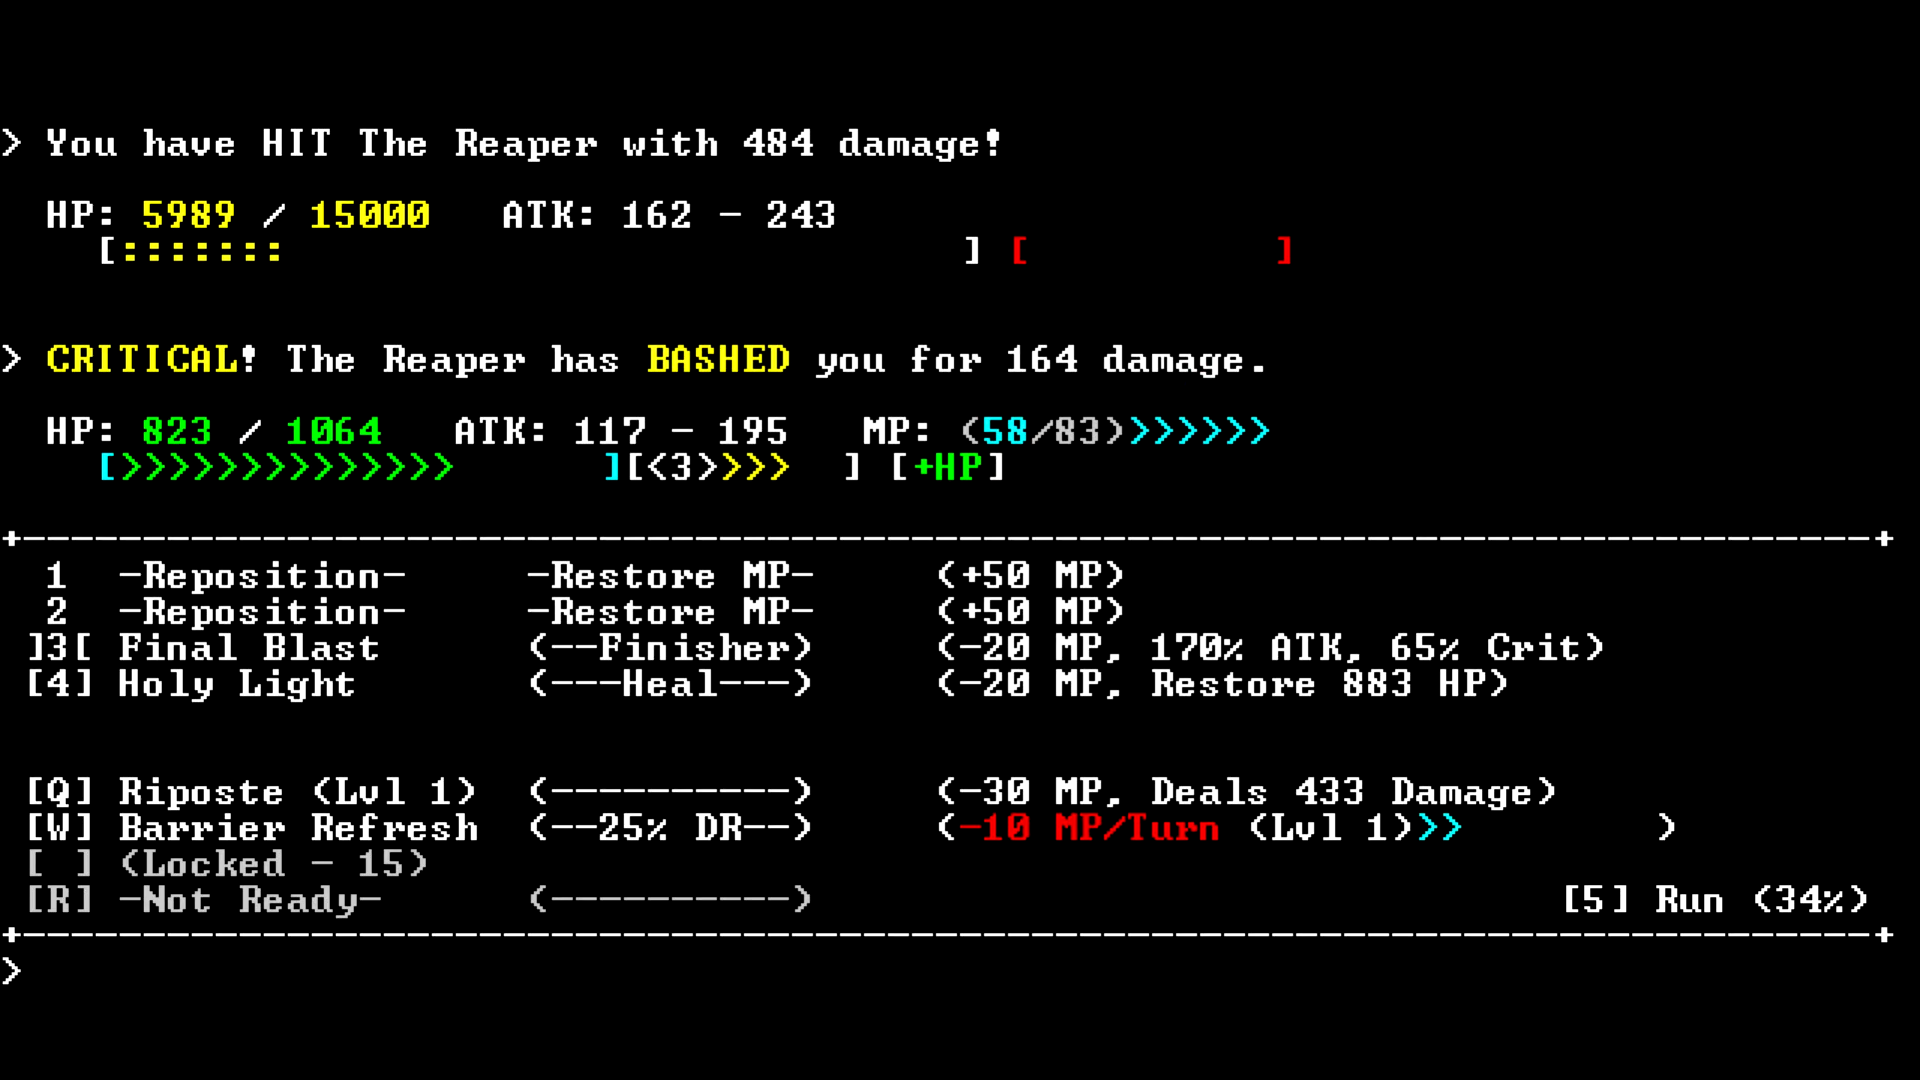 > You have HIT The Reaper with 484 damage!
HP: 5989 / 15000 ATK: 162 - 243
[::::::: ] [ ]
> CRITICAL! The Reaper has BASHED you for 164 damage.
HP: 823 / 1064 ATK: 117 - 195 MP: (58/83)>>>>>>
[>>>>>>>>>>>>>> ][<3>>>> ] [+HP]
+------------------------------------------------------------------------------+
1 -Reposition- -Restore MP- (+50 MP)
2 -Reposition- -Restore MP- (+50 MP)
]3[ Final Blast (--Finisher) (-20 MP, 170% ATK, 65% Crit)
[4] Holy Light (---Heal---) (-20 MP, Restore 883 HP)
[Q] Riposte (Lvl 1) (----------) (-30 MP, Deals 433 Damage)
[W] Barrier Refresh (--25% DR--) (-10 MP/Turn (Lvl 1)>> )
[ ] (Locked - 15)
[R] -Not Ready- (----------) [5] Run (34%)
+------------------------------------------------------------------------------+
>